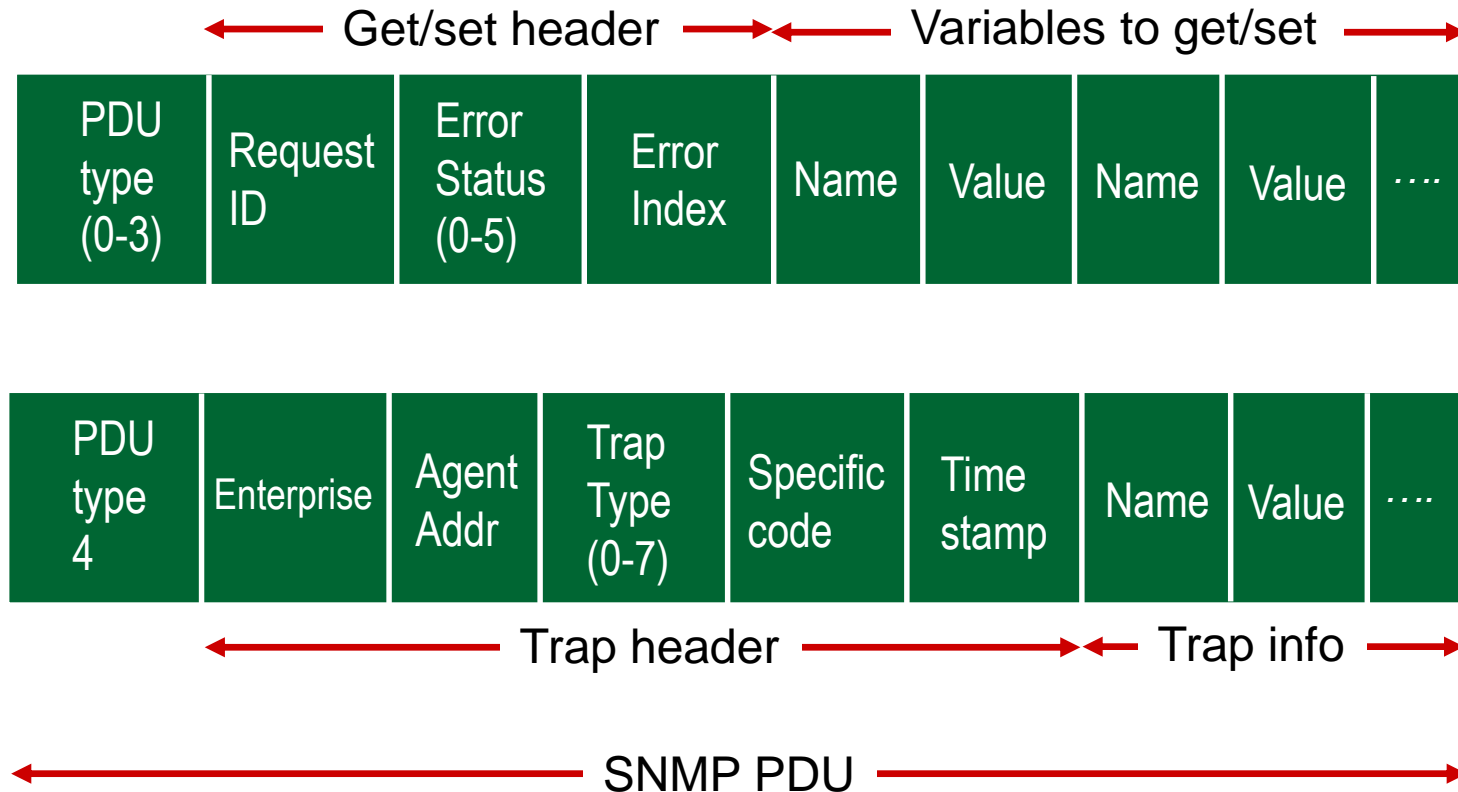 Get/set header
Variables to get/set
PDU
type
(0-3)
Request
ID
Error
Status
(0-5)
Error
Index
Name
Value
Name
Value
....
PDU
type
4
Enterprise
Agent
Addr
Trap
Type
(0-7)
Specific
code
Time
stamp
Name
Value
....
Trap header
Trap info
SNMP PDU